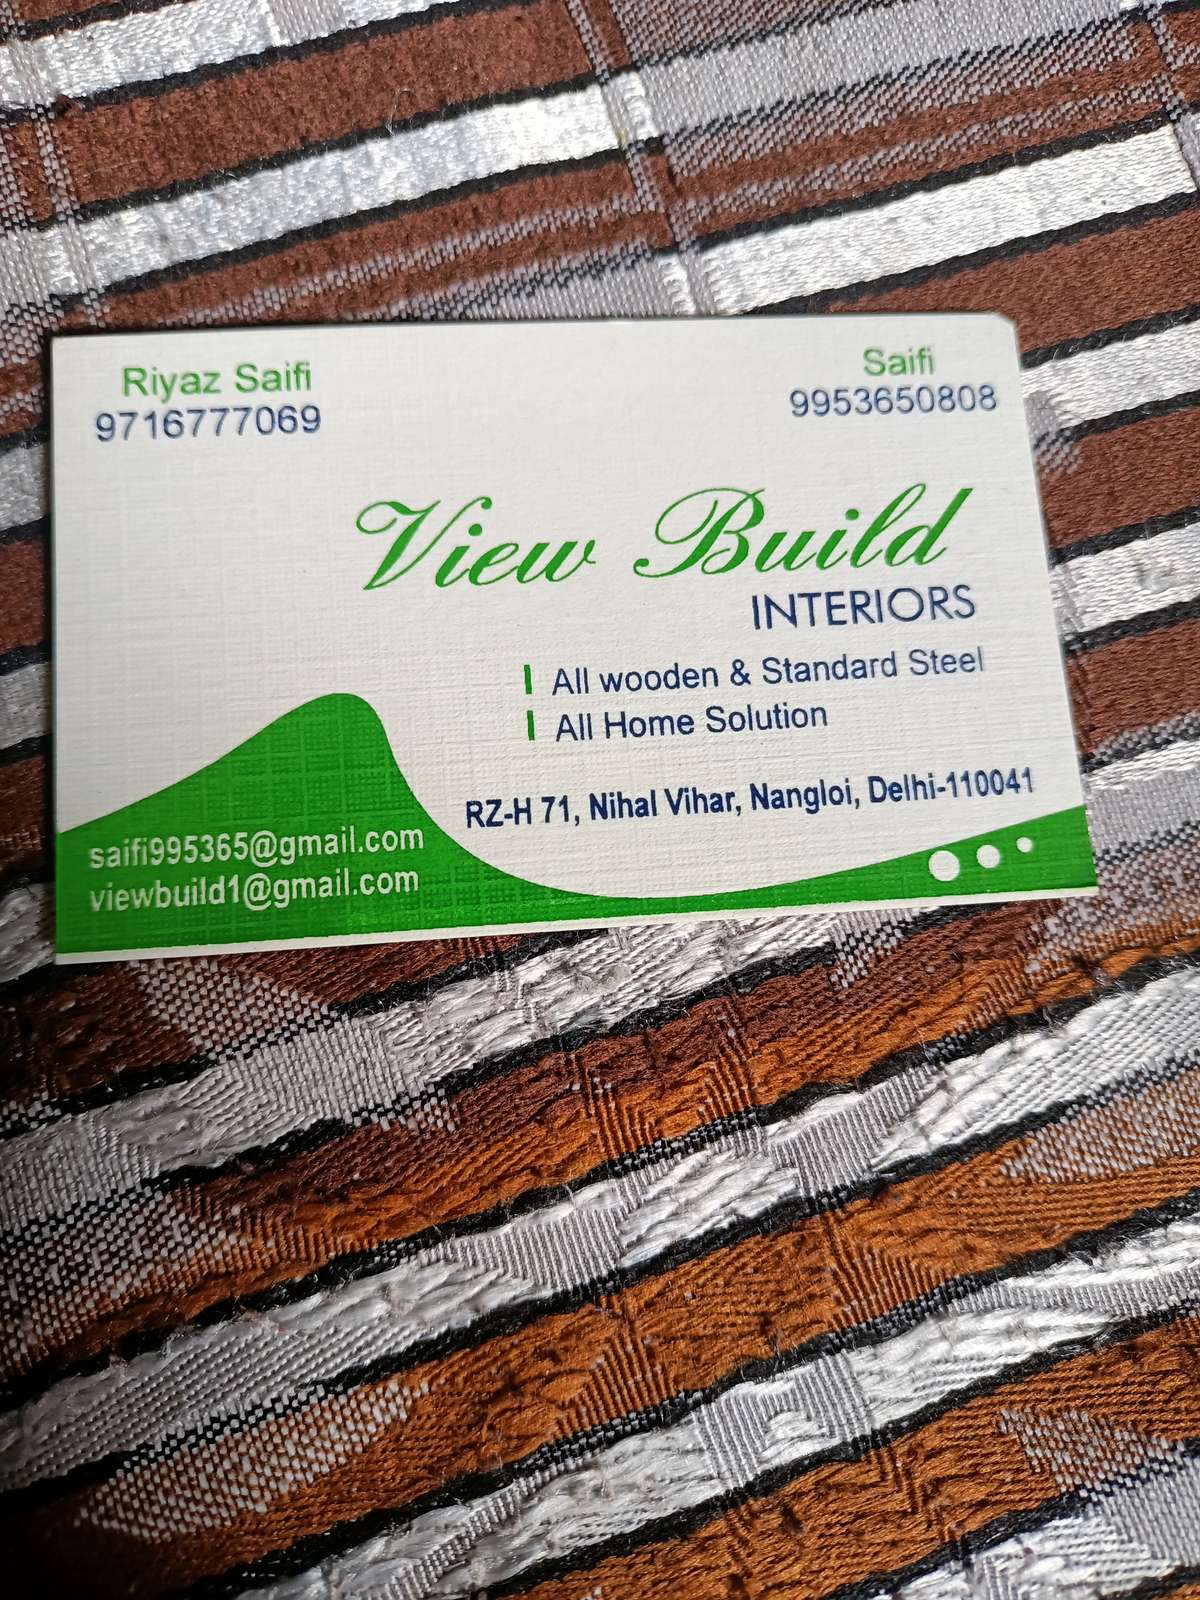 Riyaz Saifi
9716777069
Saifi
9953650808
View Build
INTERIORS
All wooden & Standard Steel
All Home Solution
RZ-H 71, Nihal Vihar, Nangloi, Delhi-110041
saifi995365@gmail.com
viewbuild1@gmail.com